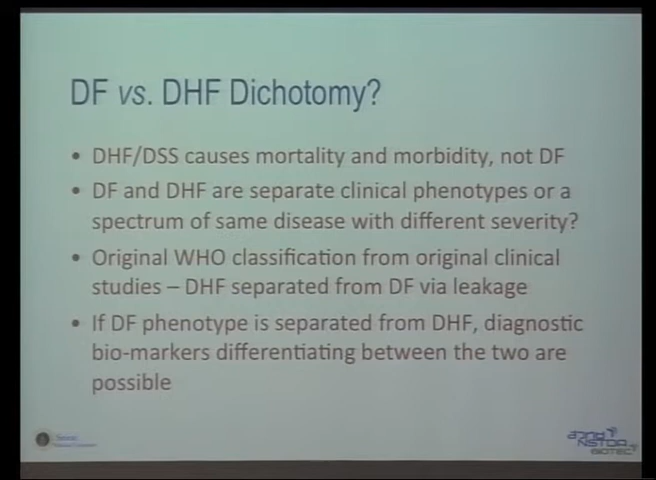 DF vs. DHF Dichotomy?
• DHF/DSS causes mortality and morbidity, not DF
• DF and DHF are separate clinical phenotypes or a
spectrum of same disease with different severity?
• Original WHO classification from original clinical
studies – DHF separated from DF via leakage
• If DF phenotype is separated from DHF, diagnostic
bio-markers differentiating between the two are
possible
NSTDA
BIOTEC